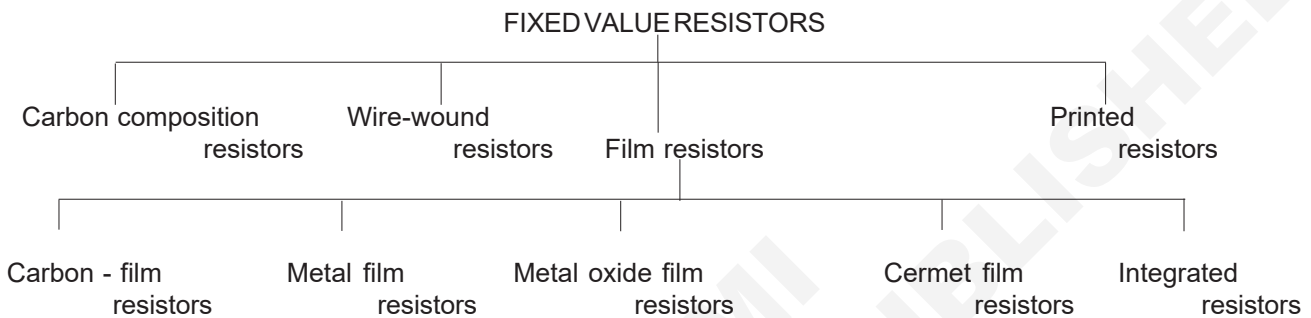 FIXED VALUE RESISTORS
Carbon composition resistors
Wire-wound resistors
Film resistors
Printed resistors
Carbon - film resistors
Metal film resistors
Metal oxide film resistors
Cermet film resistors
Integrated resistors